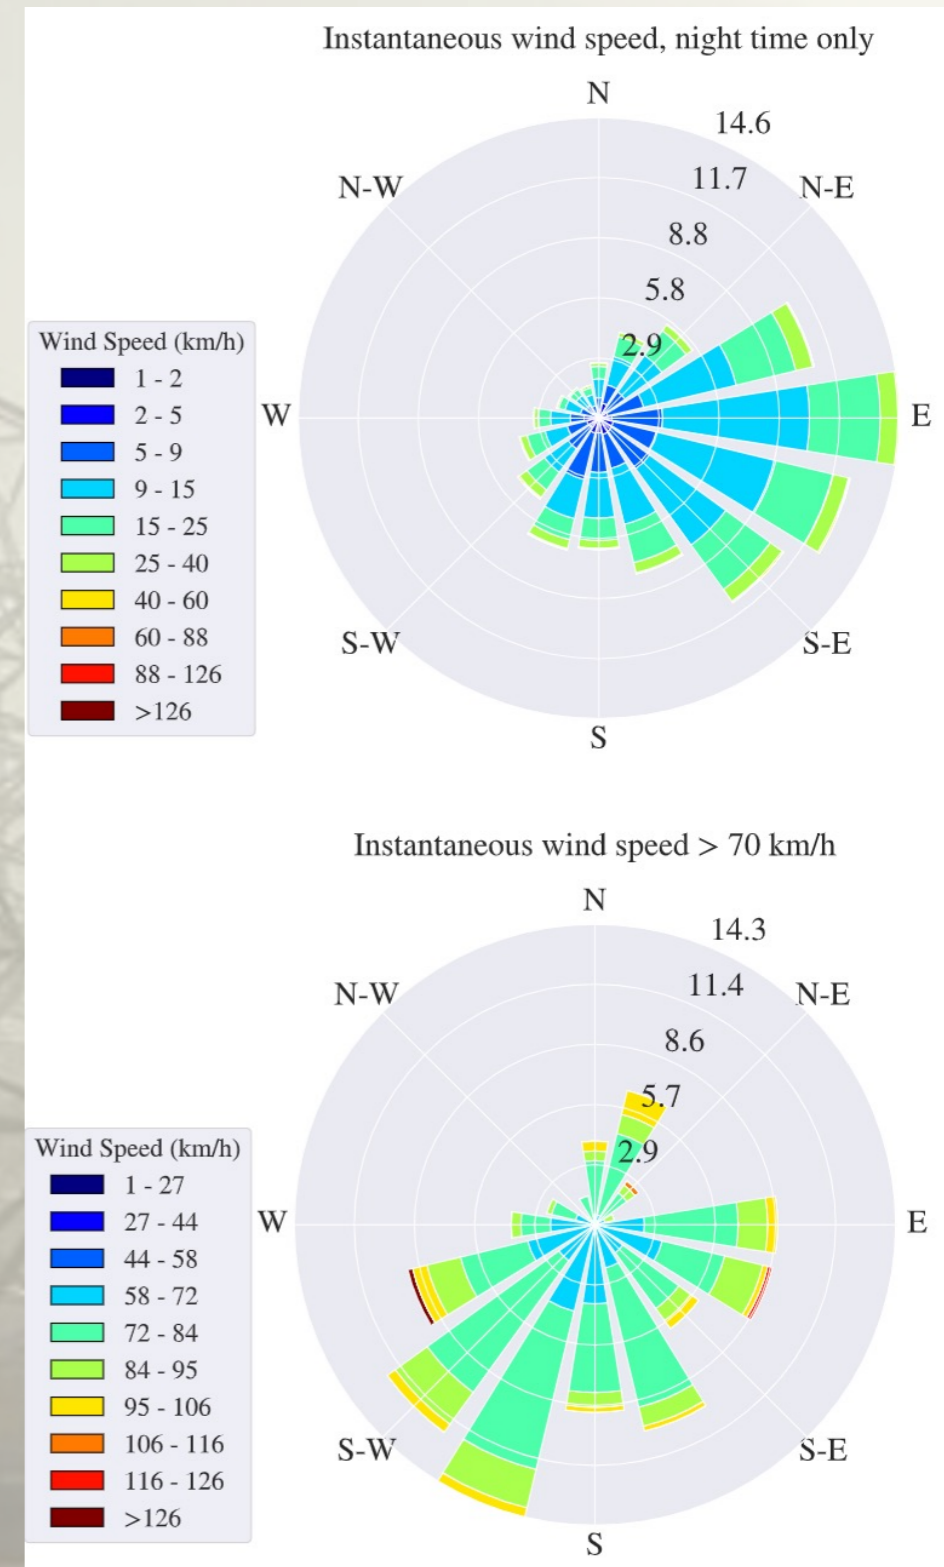 Instantaneous wind speed, night time only
N
14.6
11.7
N-W
N-E
8.8
5.8
Wind Speed (km/h)
2.9
1 - 2
2 - 5
W
E
5 - 9
9 - 15
15 - 25
25 - 40
40 - 60
60 - 88
S-W
S-E
88 - 126
>126
S
Instantaneous wind speed > 70 km/h
N
14.3
11.4
N-W
N-E
8.6
5.7
Wind Speed (km/h)
2.9
1 - 27
27 - 44
W
E
44 - 58
58 - 72
72 - 84
84 - 95
95 - 106
106 - 116
S-W
S-E
116 - 126
>126
S